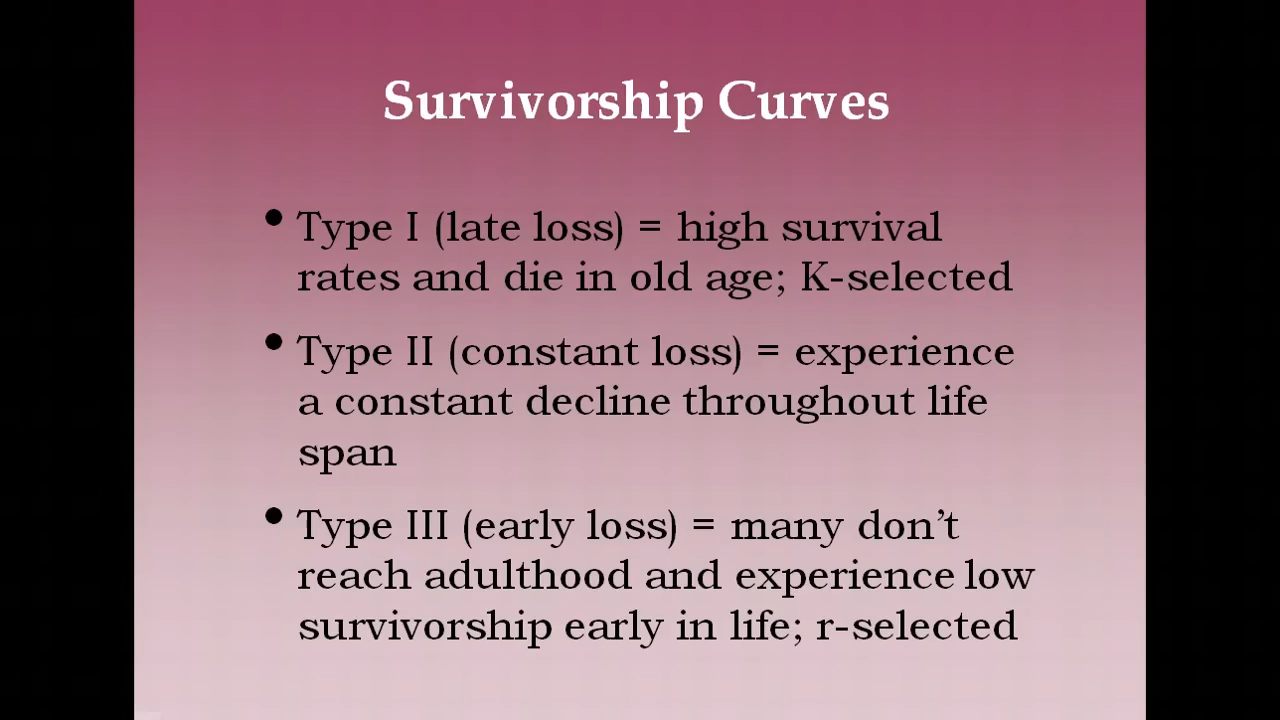 Survivorship Curves
• Type I (late loss) = high survival
rates and die in old age; K-selected
• Type II (constant loss) = experience
a constant decline throughout life
span
• Type III (early loss) = many don’t
reach adulthood and experience low
survivorship early in life; r-selected